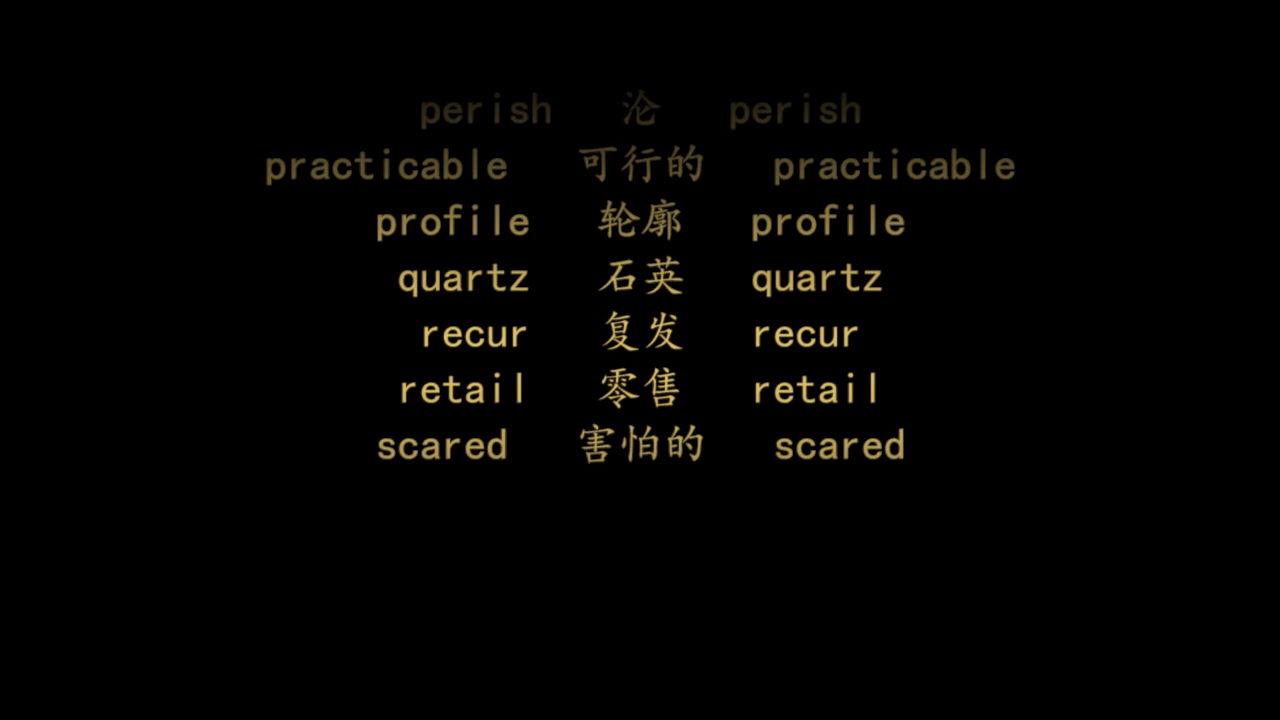 perish 沦 perish
practicable 可行的 practicable
profile 轮廓 profile
quartz 石英 quartz
recur 复发 recur
retail 零售 retail
scared 害怕的 scared